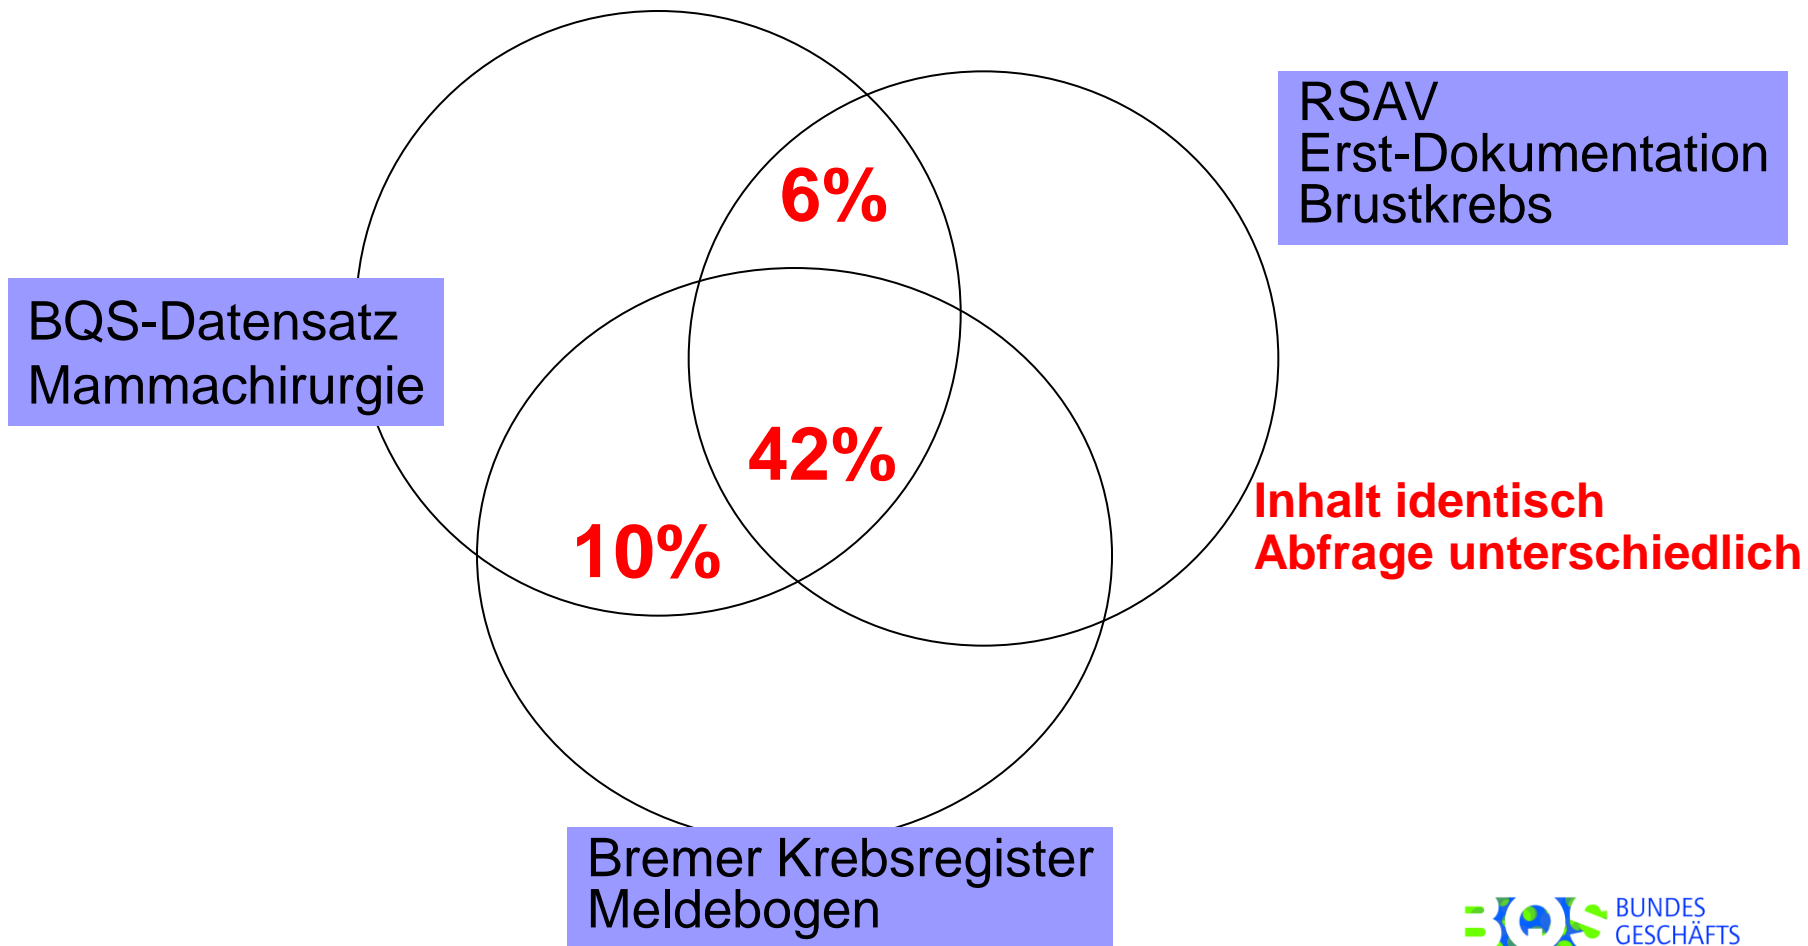 RSAV
Erst-Dokumentation
Brustkrebs
6%
BQS-Datensatz
Mammachirurgie
42%
10%
Inhalt identisch
Abfrage unterschiedlich
Bremer Krebsregister
Meldebogen
BQS
BUNDES
GESCHÄFTS